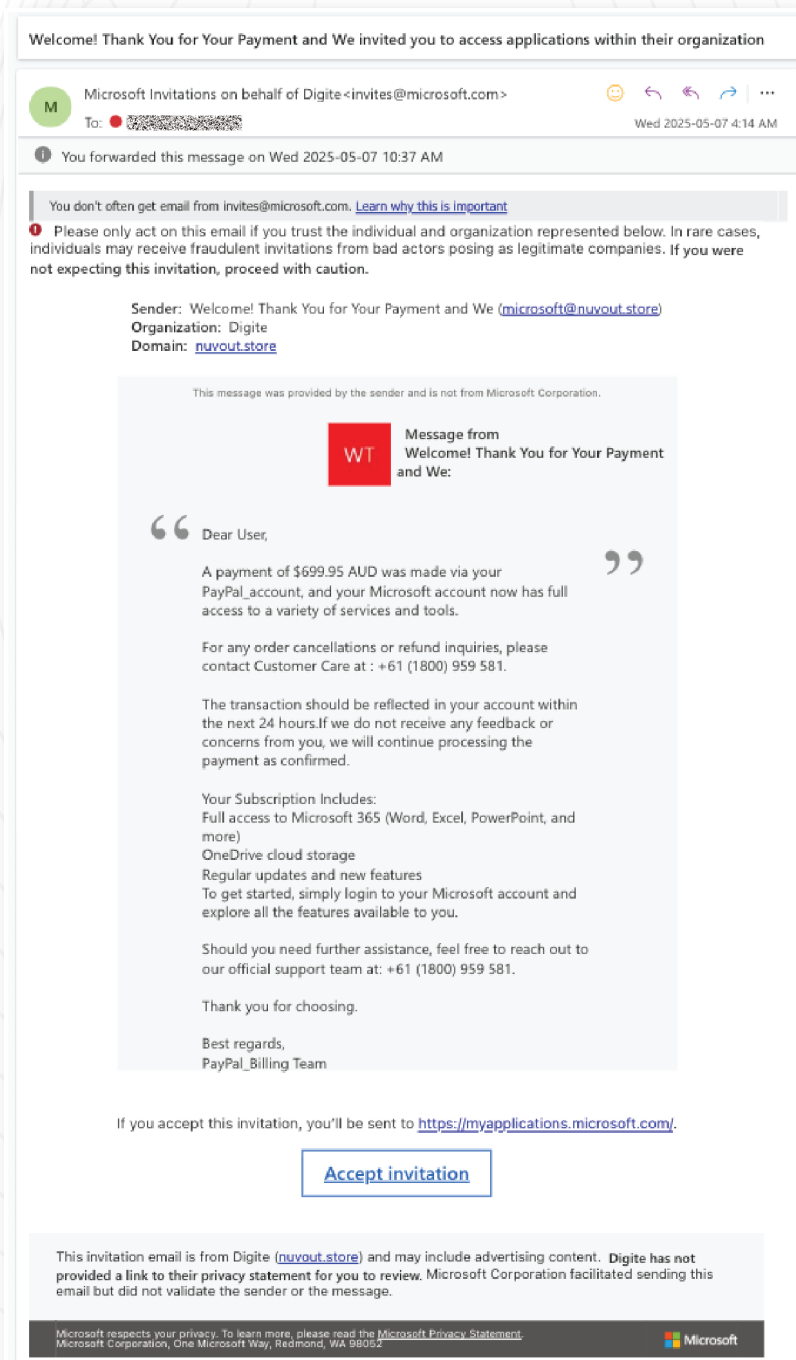 Welcome! Thank You for Your Payment and We invited you to access applications within their organization
M
Microsoft Invitations on behalf of Digite<invites@microsoft.com>
To:
Wed 2025-05-07 4:14 AM
You forwarded this message on Wed 2025-05-07 10:37 AM
You don't often get email from invites@microsoft.com. Learn why this is important
Please only act on this email if you trust the individual and organization represented below. In rare cases,
individuals may receive fraudulent invitations from bad actors posing as legitimate companies. If you were
not expecting this invitation, proceed with caution.
Sender: Welcome! Thank You for Your Payment and We (microsoft@nuvout.store)
Organization: Digite
Domain: nuvout.store
This message was provided by the sender and is not from Microsoft Corporation.
WT
Message from
Welcome! Thank You for Your Payment
and We:
“
Dear User,
”
A payment of $699.95 AUD was made via your
PayPal_account, and your Microsoft account now has full
access to a variety of services and tools.
For any order cancellations or refund inquiries, please
contact Customer Care at : +61 (1800) 959 581.
The transaction should be reflected in your account within
the next 24 hours.If we do not receive any feedback or
concerns from you, we will continue processing the
payment as confirmed.
Your Subscription Includes:
Full access to Microsoft 365 (Word, Excel, PowerPoint, and
more)
OneDrive cloud storage
Regular updates and new features
To get started, simply login to your Microsoft account and
explore all the features available to you.
Should you need further assistance, feel free to reach out to
our official support team at: +61 (1800) 959 581.
Thank you for choosing.
Best regards,
PayPal_Billing Team
If you accept this invitation, you’ll be sent to https://myapplications.microsoft.com/.
Accept invitation
This invitation email is from Digite (nuvout.store) and may include advertising content. Digite has not
provided a link to their privacy statement for you to review. Microsoft Corporation facilitated sending this
email but did not validate the sender or the message.
Microsoft respects your privacy. To learn more, please read the Microsoft Privacy Statement.
Microsoft Corporation, One Microsoft Way, Redmond, WA 98052
Microsoft